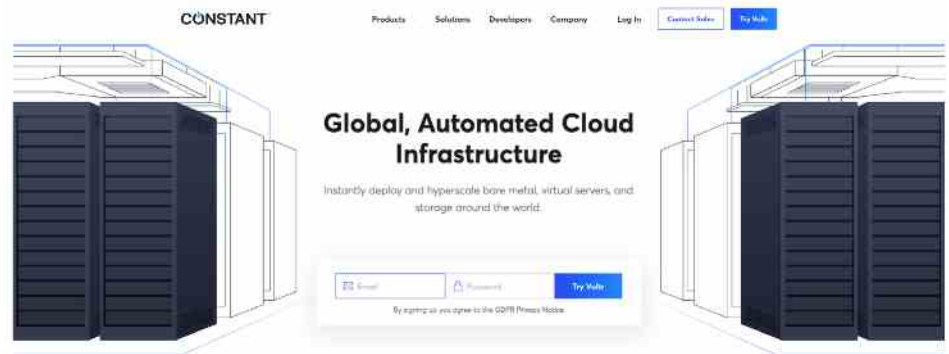 CONSTANT
Products Solutions Developers Company Log In Contact Sales Try Vultr
Global, Automated Cloud
Infrastructure
Instantly deploy and hyperscale bare metal, virtual servers, and
storage around the world.
Email Password Try Vultr
By signing up you agree to the GDPR Privacy Notice.